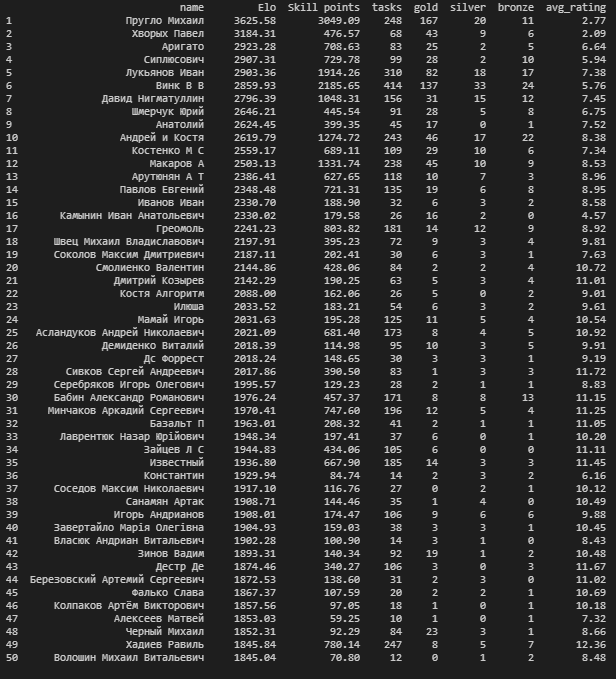 name Elo Skill points tasks gold silver bronze avg_rating
1 Пругло Михаил 3625.58 3049.09 248 167 20 11 2.77
2 Хворых Павел 3184.31 476.57 68 43 9 6 2.09
3 Аригато 2923.28 708.63 83 25 2 5 6.64
4 Сиплюсович 2907.31 729.78 99 28 2 10 5.94
5 Лукьянов Иван 2903.36 1914.26 310 82 18 17 7.38
6 Винк В В 2859.93 2185.65 414 137 33 24 5.76
7 Давид Нигматуллин 2796.39 1048.31 156 31 15 12 7.45
8 Шмерчук Юрий 2646.21 445.54 91 28 5 8 6.75
9 Анатолий 2624.45 399.35 45 17 0 1 7.52
10 Андрей и Костя 2619.79 1274.72 243 46 17 22 8.38
11 Костенко М С 2559.17 689.11 109 29 10 6 7.34
12 Макаров А 2503.13 1331.74 238 45 10 9 8.53
13 Арутюнян А Т 2386.41 627.65 118 10 7 3 8.96
14 Павлов Евгений 2348.48 721.31 135 19 6 8 8.95
15 Иванов Иван 2330.70 188.90 32 6 3 2 8.58
16 Камынин Иван Анатольевич 2330.02 179.58 26 16 2 0 4.57
17 Греомоль 2241.23 803.82 181 14 12 9 8.92
18 Швец Михаил Владиславович 2197.91 395.23 72 9 3 4 9.81
19 Соколов Максим Дмитриевич 2187.11 202.41 30 6 3 1 7.63
20 Смолиенко Валентин 2144.86 428.06 84 2 2 4 10.72
21 Дмитрий Козырев 2142.29 190.25 63 5 3 4 11.01
22 Костя Алгоритм 2088.00 162.06 26 5 0 2 9.01
23 Илюша 2033.52 183.21 54 6 3 2 9.61
24 Мамай Игорь 2031.63 195.28 125 11 5 4 10.54
25 Асландуков Андрей Николаевич 2021.09 681.40 173 8 4 5 10.92
26 Демиденко Виталий 2018.39 114.98 95 10 3 5 9.91
27 Дс Форрест 2018.24 148.65 30 3 3 1 9.19
28 Сивков Сергей Андреевич 2017.86 390.50 83 1 3 3 11.72
29 Серебряков Игорь Олегович 1995.57 129.23 28 2 1 1 8.83
30 Бабин Александр Романович 1976.24 457.37 171 8 8 13 11.15
31 Минчаков Аркадий Сергеевич 1970.41 747.60 196 12 5 4 11.25
32 Базальт П 1963.01 208.32 41 2 1 1 11.05
33 Лаврентюк Назар Юрійович 1948.34 197.41 37 6 0 1 10.20
34 Зайцев Л С 1944.83 434.06 105 6 0 0 11.11
35 Известный 1936.80 667.90 185 14 3 3 11.45
36 Константин 1929.94 84.74 14 2 3 2 6.16
37 Соседов Максим Николаевич 1917.10 116.76 27 0 2 1 10.12
38 Санамян Артак 1908.71 144.46 35 1 4 0 10.49
39 Игорь Андрианов 1908.01 174.47 106 9 6 6 9.88
40 Завертайло Марія Олегівна 1904.93 159.03 38 3 3 1 10.45
41 Власюк Андриан Витальевич 1902.28 100.90 14 3 1 0 8.43
42 Зинов Вадим 1893.31 140.34 92 19 1 2 10.48
43 Дестр Де 1874.46 340.27 106 3 0 3 11.67
44 Березовский Артемий Сергеевич 1872.53 138.60 31 2 3 0 11.02
45 Фалько Слава 1867.37 107.59 20 2 2 1 10.69
46 Колпаков Артём Викторович 1857.56 97.05 18 1 0 1 10.18
47 Алексеев Матвей 1853.03 59.25 10 1 0 1 7.32
48 Черный Михаил 1852.31 92.29 84 23 3 1 8.66
49 Хадиев Равиль 1845.84 780.14 247 8 5 7 12.36
50 Волошин Михаил Витальевич 1845.04 70.80 12 0 1 2 8.48